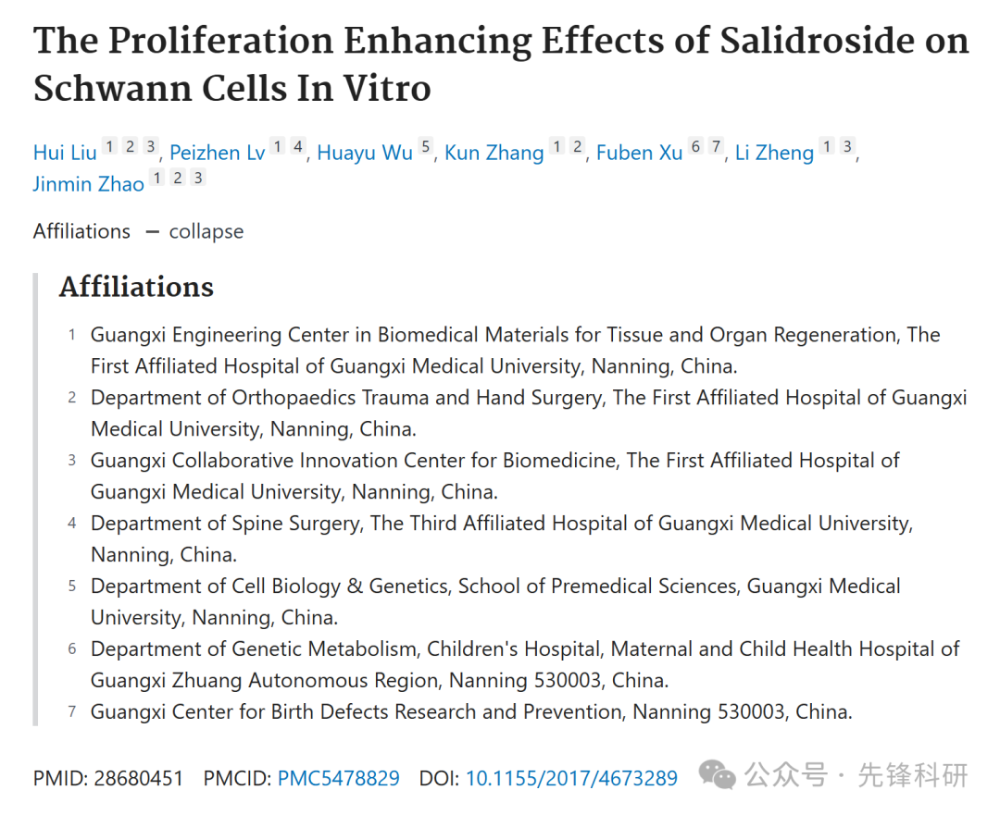 The Proliferation Enhancing Effects of Salidroside on
Schwann Cells In Vitro
Hui Liu 1 2 3, Peizhen Lv 1 4, Huayu Wu 5, Kun Zhang 1 2, Fuben Xu 6 7, Li Zheng 1 3,
Jinmin Zhao 1 2 3
Affiliations — collapse
Affiliations
1 Guangxi Engineering Center in Biomedical Materials for Tissue and Organ Regeneration, The
First Affiliated Hospital of Guangxi Medical University, Nanning, China.
2 Department of Orthopaedics Trauma and Hand Surgery, The First Affiliated Hospital of Guangxi
Medical University, Nanning, China.
3 Guangxi Collaborative Innovation Center for Biomedicine, The First Affiliated Hospital of
Guangxi Medical University, Nanning, China.
4 Department of Spine Surgery, The Third Affiliated Hospital of Guangxi Medical University,
Nanning, China.
5 Department of Cell Biology & Genetics, School of Premedical Sciences, Guangxi Medical
University, Nanning, China.
6 Department of Genetic Metabolism, Children's Hospital, Maternal and Child Health Hospital of
Guangxi Zhuang Autonomous Region, Nanning 530003, China.
7 Guangxi Center for Birth Defects Research and Prevention, Nanning 530003, China.
PMID: 28680451 PMCID: PMC5478829 DOI: 10.1155/2017/4673289 公众号 · 先锋科研